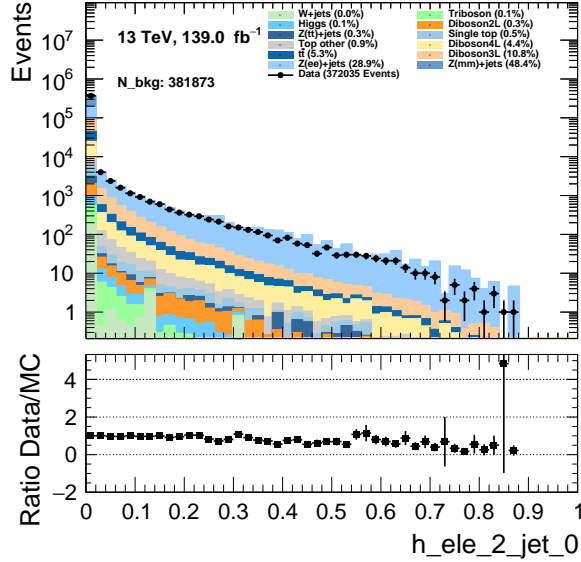 Events
13 TeV, 139.0 fb⁻¹
N_bkg: 381873
W+jets (0.0%)
Higgs (0.1%)
Z(tt)+jets (0.3%)
Top other (0.9%)
tt̄ (5.3%)
Z(ee)+jets (28.9%)
Data (372035 Events)
Triboson (0.1%)
Diboson2L (0.3%)
Single top (0.5%)
Diboson4L (4.4%)
Diboson3L (10.8%)
Z(mm)+jets (48.4%)
10⁷
10⁶
10⁵
10⁴
10³
10²
10
1
Ratio Data/MC
4
2
0
−2
0 0.1 0.2 0.3 0.4 0.5 0.6 0.7 0.8 0.9 1
h_ele_2_jet_0